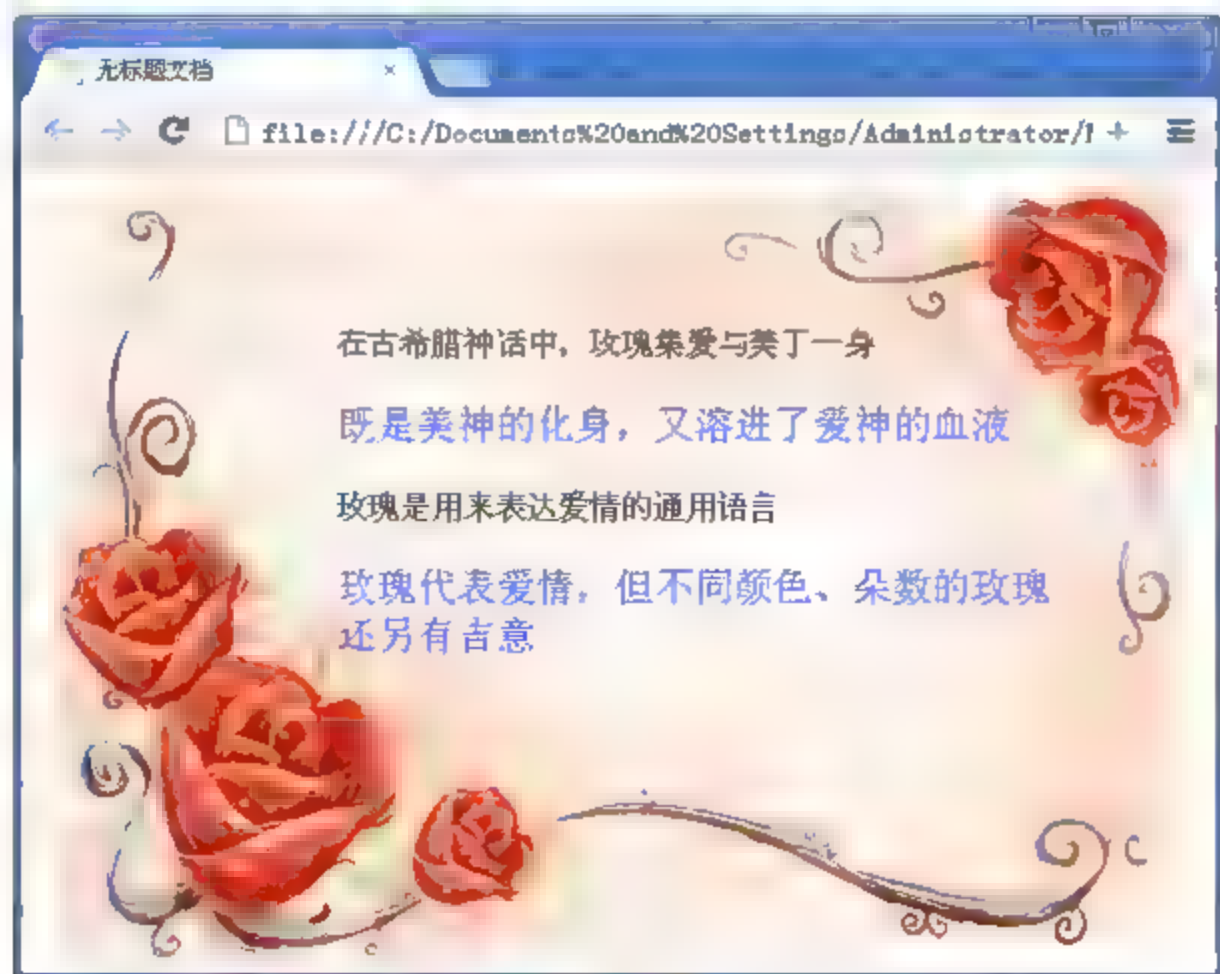 无标题文档
file:///C:/Documents%20and%20Settings/Administrator/
在古希腊神话中，玫瑰集爱与美于一身
既是美神的化身，又溶进了爱神的血液
玫瑰是用来表达爱情的通用语言
玫瑰代表爱情，但不同颜色、朵数的玫瑰
还另有吉意